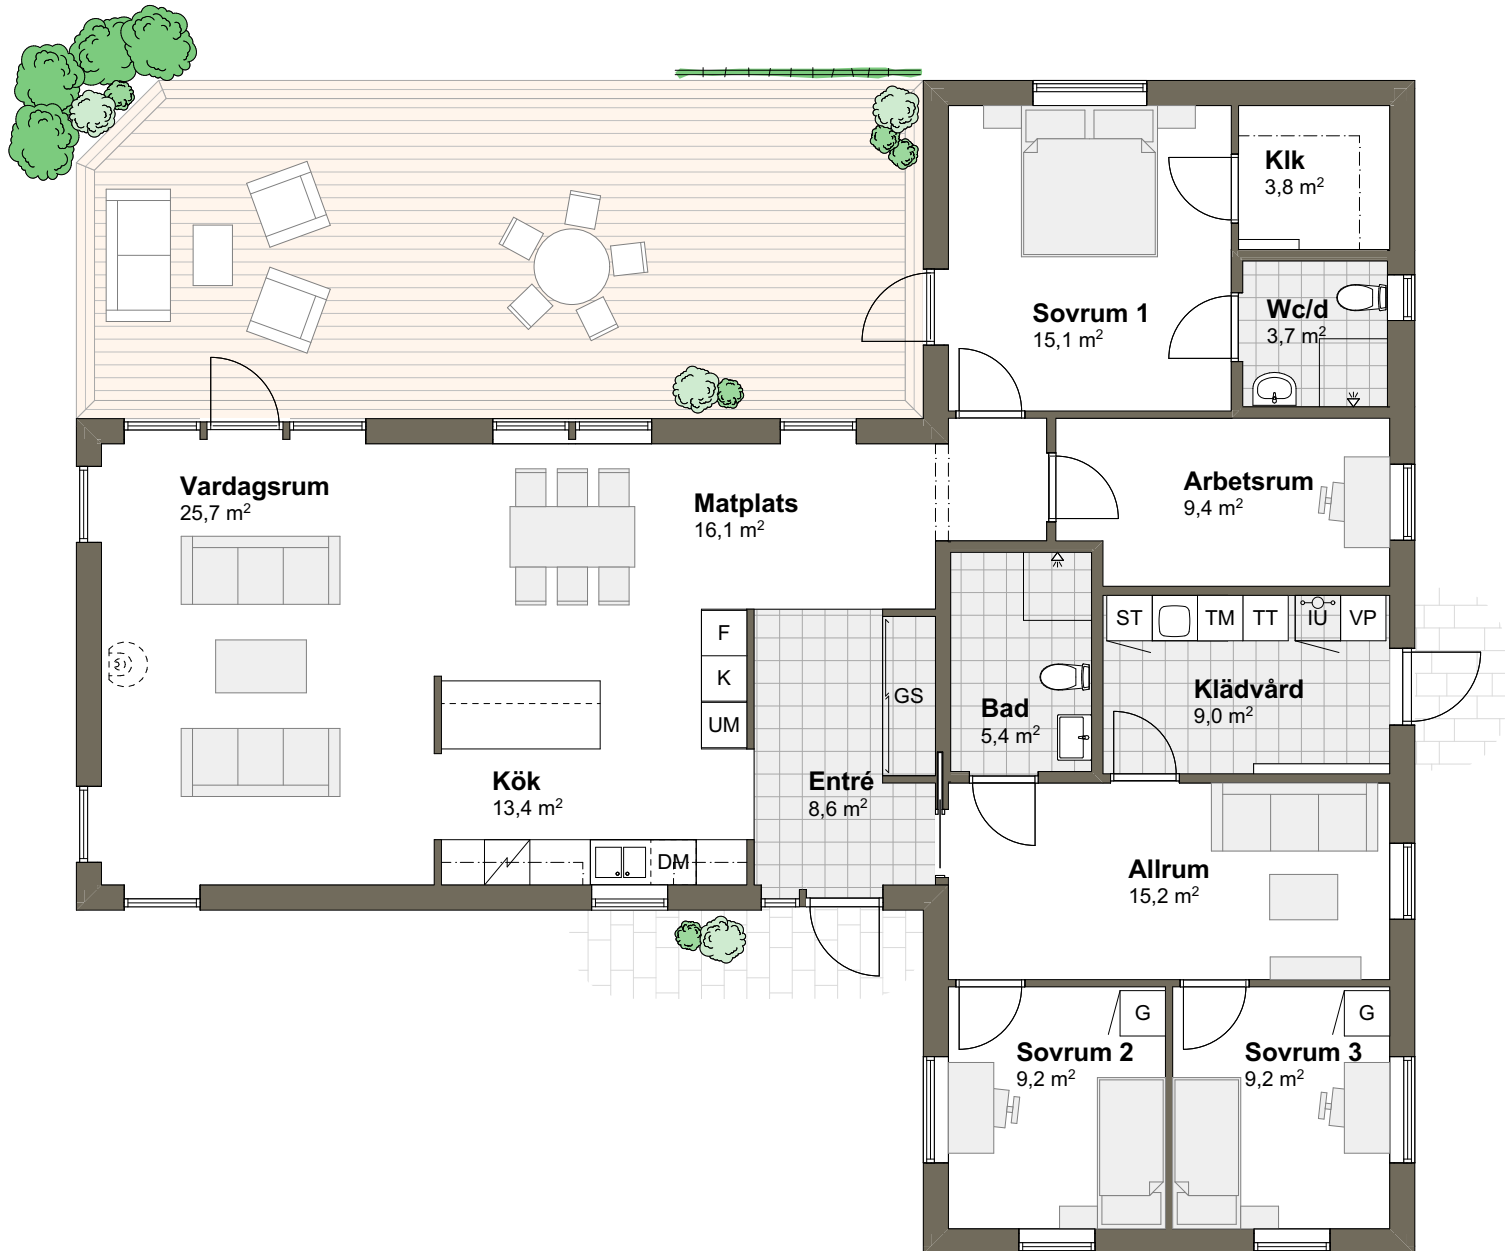 Klk
3,8 m²
Sovrum 1
15,1 m²
Wc/d
3,7 m²
Vardagsrum
25,7 m²
Matplats
16,1 m²
Arbetsrum
9,4 m²
F
K
UM
GS
ST
TM
TT
IU
VP
Bad
5,4 m²
Klädvård
9,0 m²
Kök
13,4 m²
Entré
8,6 m²
DM
Allrum
15,2 m²
G
G
Sovrum 2
9,2 m²
Sovrum 3
9,2 m²